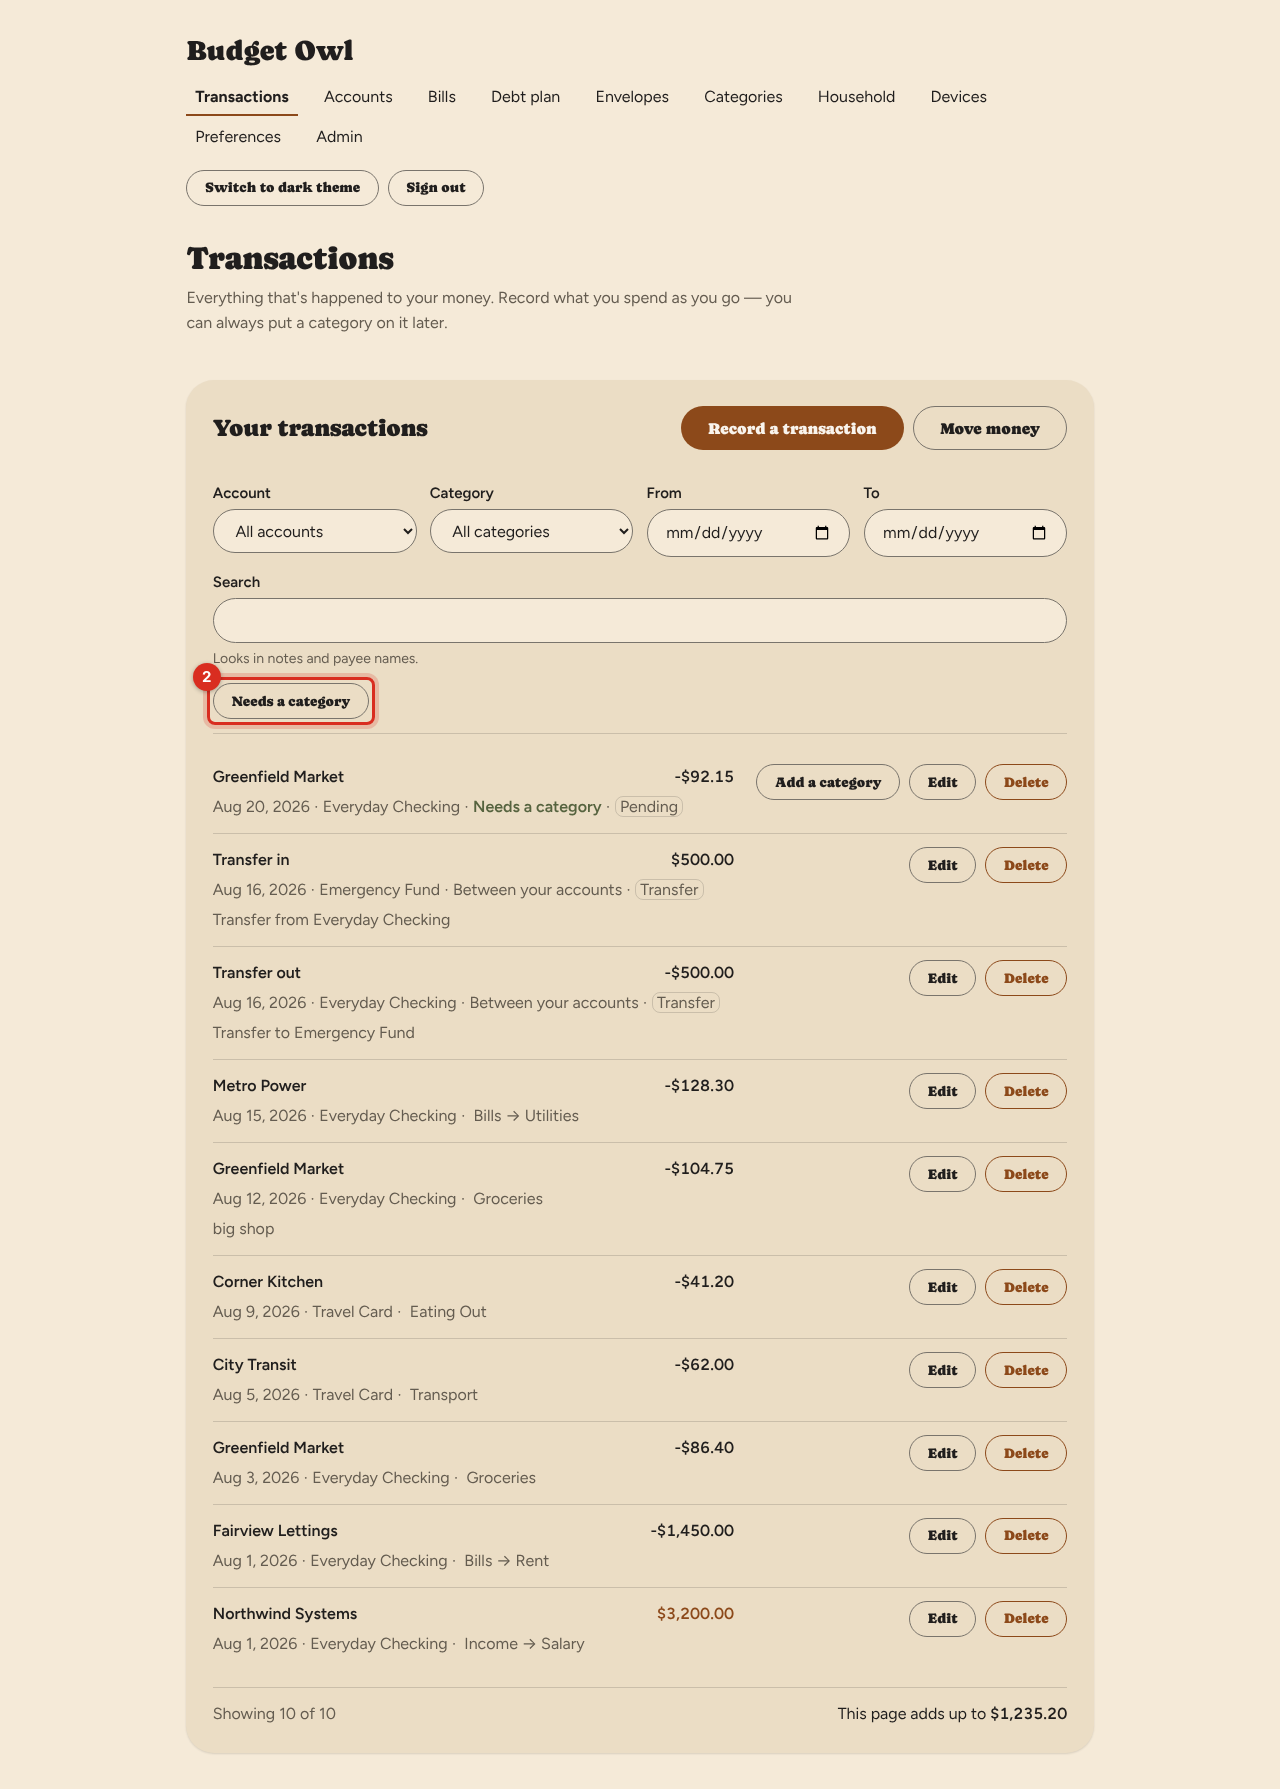 Budget Owl
Transactions Accounts Bills Debt plan Envelopes Categories Household Devices
Preferences Admin
Switch to dark theme Sign out
Transactions
Everything that's happened to your money. Record what you spend as you go — you
can always put a category on it later.
Your transactions Record a transaction Move money
Account Category From To
All accounts All categories mm/dd/yyyy mm/dd/yyyy
Search
Looks in notes and payee names.
2
Needs a category
Greenfield Market -$92.15 Add a category Edit Delete
Aug 20, 2026 · Everyday Checking · Needs a category · Pending
Transfer in $500.00 Edit Delete
Aug 16, 2026 · Emergency Fund · Between your accounts · Transfer
Transfer from Everyday Checking
Transfer out -$500.00 Edit Delete
Aug 16, 2026 · Everyday Checking · Between your accounts · Transfer
Transfer to Emergency Fund
Metro Power -$128.30 Edit Delete
Aug 15, 2026 · Everyday Checking · Bills → Utilities
Greenfield Market -$104.75 Edit Delete
Aug 12, 2026 · Everyday Checking · Groceries
big shop
Corner Kitchen -$41.20 Edit Delete
Aug 9, 2026 · Travel Card · Eating Out
City Transit -$62.00 Edit Delete
Aug 5, 2026 · Travel Card · Transport
Greenfield Market -$86.40 Edit Delete
Aug 3, 2026 · Everyday Checking · Groceries
Fairview Lettings -$1,450.00 Edit Delete
Aug 1, 2026 · Everyday Checking · Bills → Rent
Northwind Systems $3,200.00 Edit Delete
Aug 1, 2026 · Everyday Checking · Income → Salary
Showing 10 of 10 This page adds up to $1,235.20